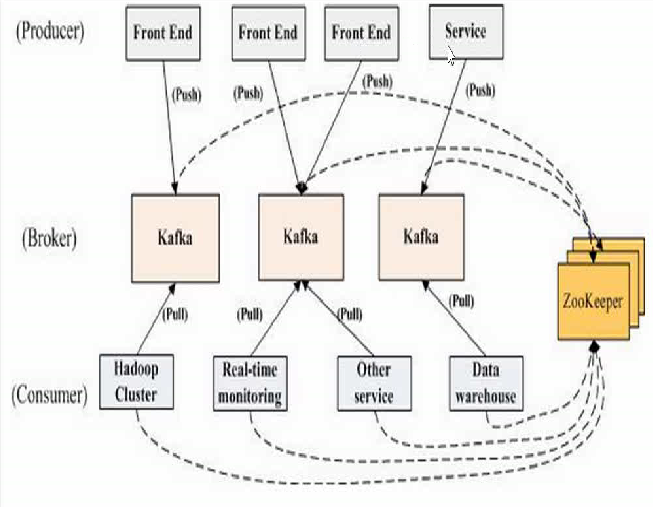 (Producer)
Front End
Front End
Front End
Service
(Push)
(Push)
(Push)
(Push)
(Broker)
Kafka
Kafka
Kafka
ZooKeeper
(Pull)
(Pull)
(Pull)
(Pull)
(Consumer)
Hadoop
Cluster
Real-time
monitoring
Other
service
Data
warehouse